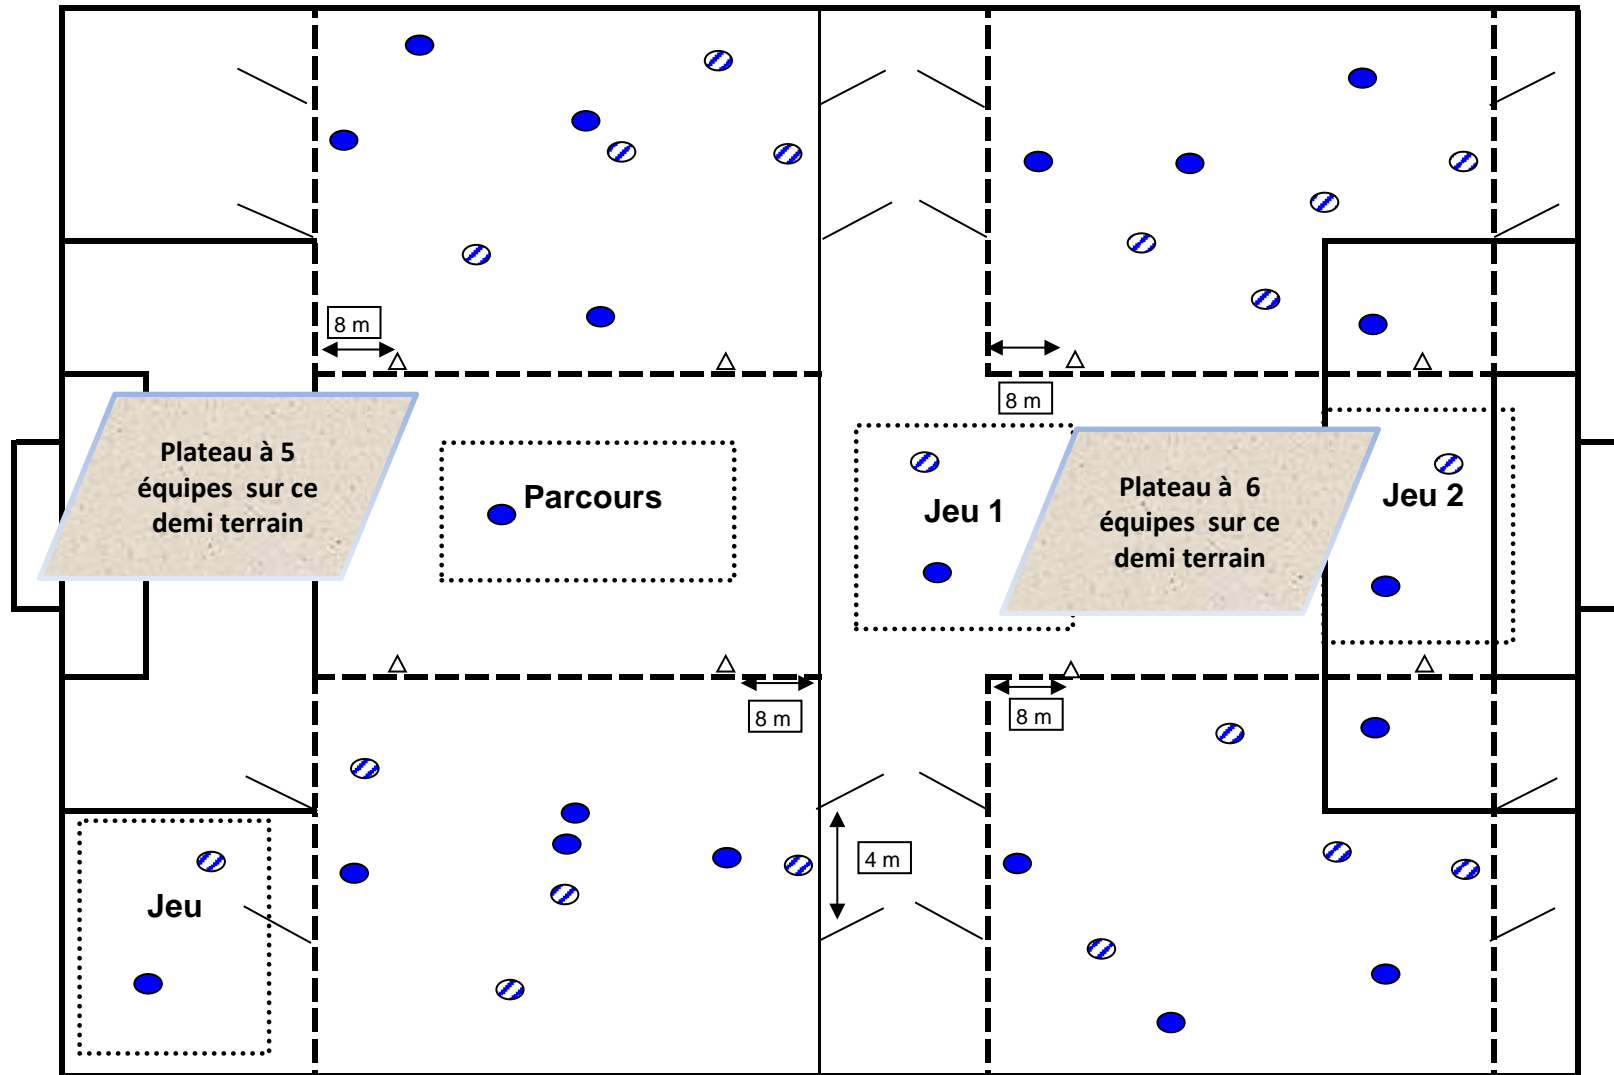 8 m
8 m
Plateau à 5
équipes sur ce
demi terrain
Parcours
Jeu 1
Plateau à 6
équipes sur ce
demi terrain
Jeu 2
8 m
8 m
4 m
Jeu